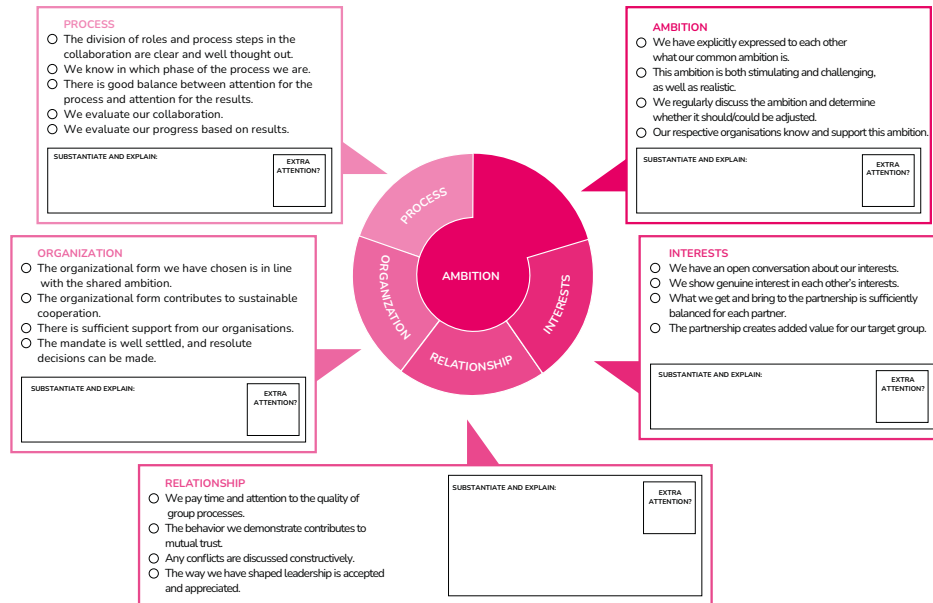 PROCESS
The division of roles and process steps in the
collaboration are clear and well thought out.
We know in which phase of the process we are.
There is good balance between attention for the
process and attention for the results.
We evaluate our collaboration.
We evaluate our progress based on results.
SUBSTANTIATE AND EXPLAIN:
EXTRA
ATTENTION?
AMBITION
We have explicitly expressed to each other
what our common ambition is.
This ambition is both stimulating and challenging,
as well as realistic.
We regularly discuss the ambition and determine
whether it should/could be adjusted.
Our respective organisations know and support this ambition.
SUBSTANTIATE AND EXPLAIN:
EXTRA
ATTENTION?
PROCESS
ORGANIZATION
AMBITION
INTERESTS
RELATIONSHIP
ORGANIZATION
The organizational form we have chosen is in line
with the shared ambition.
The organizational form contributes to sustainable
cooperation.
There is sufficient support from our organisations.
The mandate is well settled, and resolute
decisions can be made.
SUBSTANTIATE AND EXPLAIN:
EXTRA
ATTENTION?
INTERESTS
We have an open conversation about our interests.
We show genuine interest in each other's interests.
What we get and bring to the partnership is sufficiently
balanced for each partner.
The partnership creates added value for our target group.
SUBSTANTIATE AND EXPLAIN:
EXTRA
ATTENTION?
RELATIONSHIP
We pay time and attention to the quality of
group processes.
The behavior we demonstrate contributes to
mutual trust.
Any conflicts are discussed constructively.
The way we have shaped leadership is accepted
and appreciated.
SUBSTANTIATE AND EXPLAIN:
EXTRA
ATTENTION?